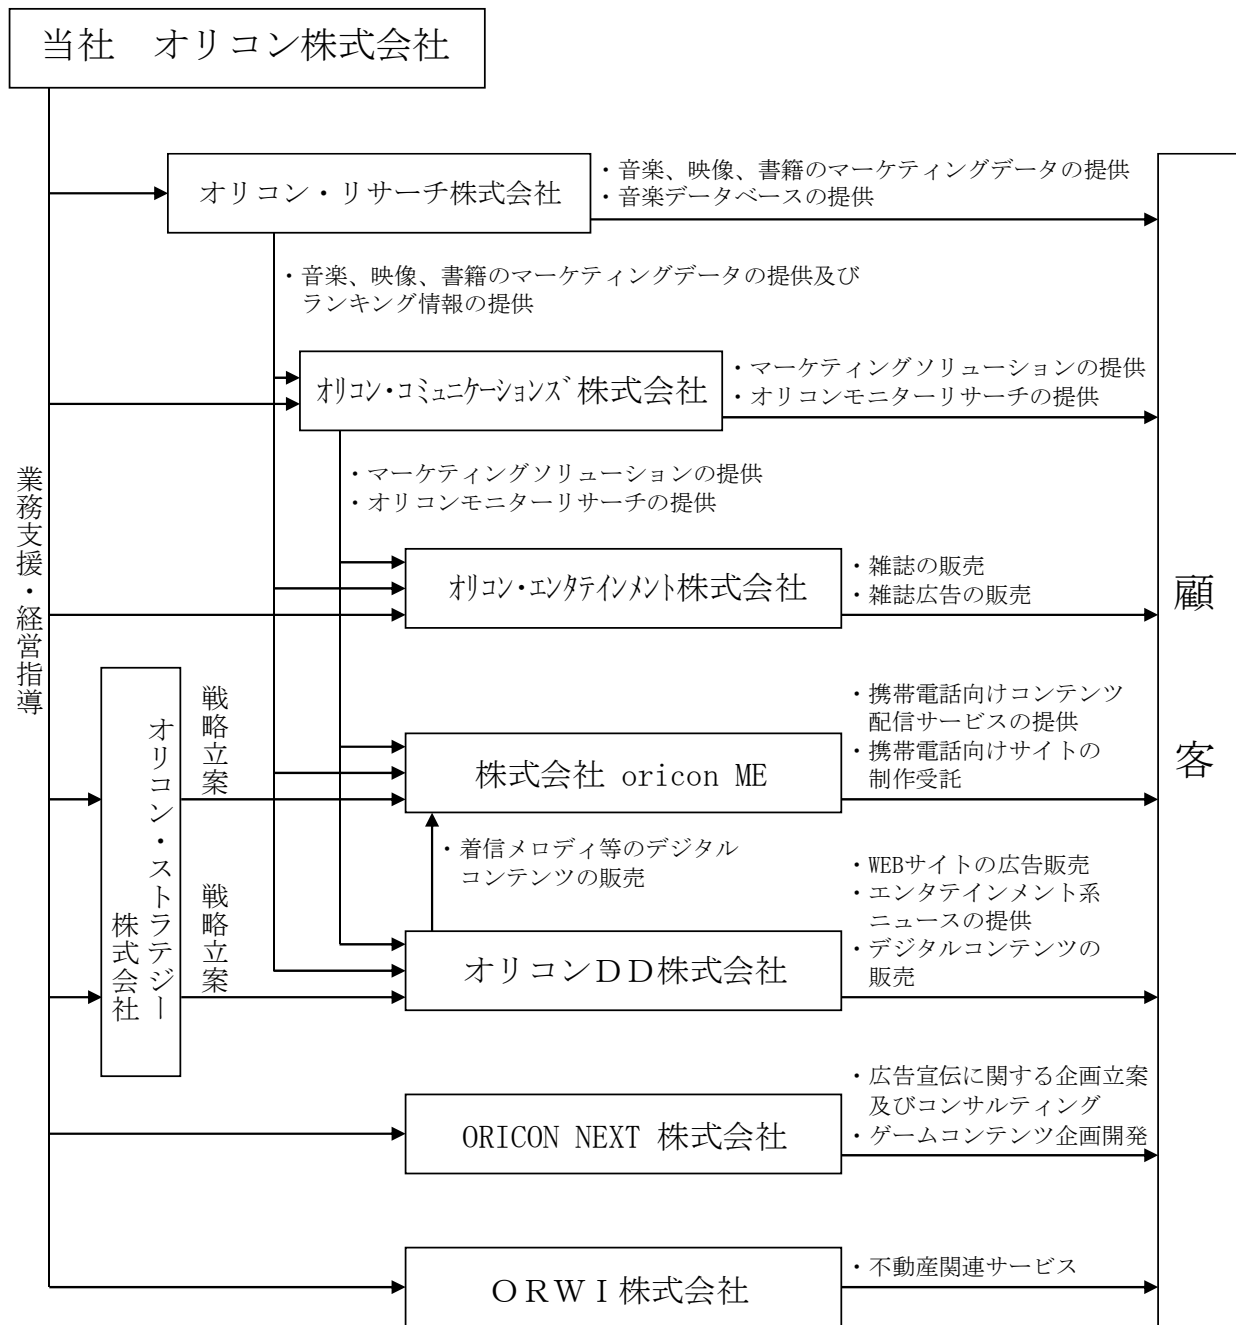 当社　オリコン株式会社
オリコン・リサーチ株式会社
・音楽、映像、書籍のマーケティングデータの提供
・音楽データベースの提供
・音楽、映像、書籍のマーケティングデータの提供及び
ランキング情報の提供
オリコン・コミュニケーションズ株式会社
・マーケティングソリューションの提供
・オリコンモニターリサーチの提供
・マーケティングソリューションの提供
・オリコンモニターリサーチの提供
業務支援・経営指導
オリコン・エンタテインメント株式会社
・雑誌の販売
・雑誌広告の販売
顧客
オリコン・ストラテジー
株式会社
戦略立案
株式会社 oricon ME
・携帯電話向けコンテンツ
配信サービスの提供
・携帯電話向けサイトの
制作受託
・着信メロディ等のデジタル
コンテンツの販売
戦略立案
オリコンＤＤ株式会社
・WEBサイトの広告販売
・エンタテインメント系
ニュースの提供
・デジタルコンテンツの
販売
ORICON NEXT 株式会社
・広告宣伝に関する企画立案
及びコンサルティング
・ゲームコンテンツ企画開発
ＯＲＷＩ株式会社
・不動産関連サービス